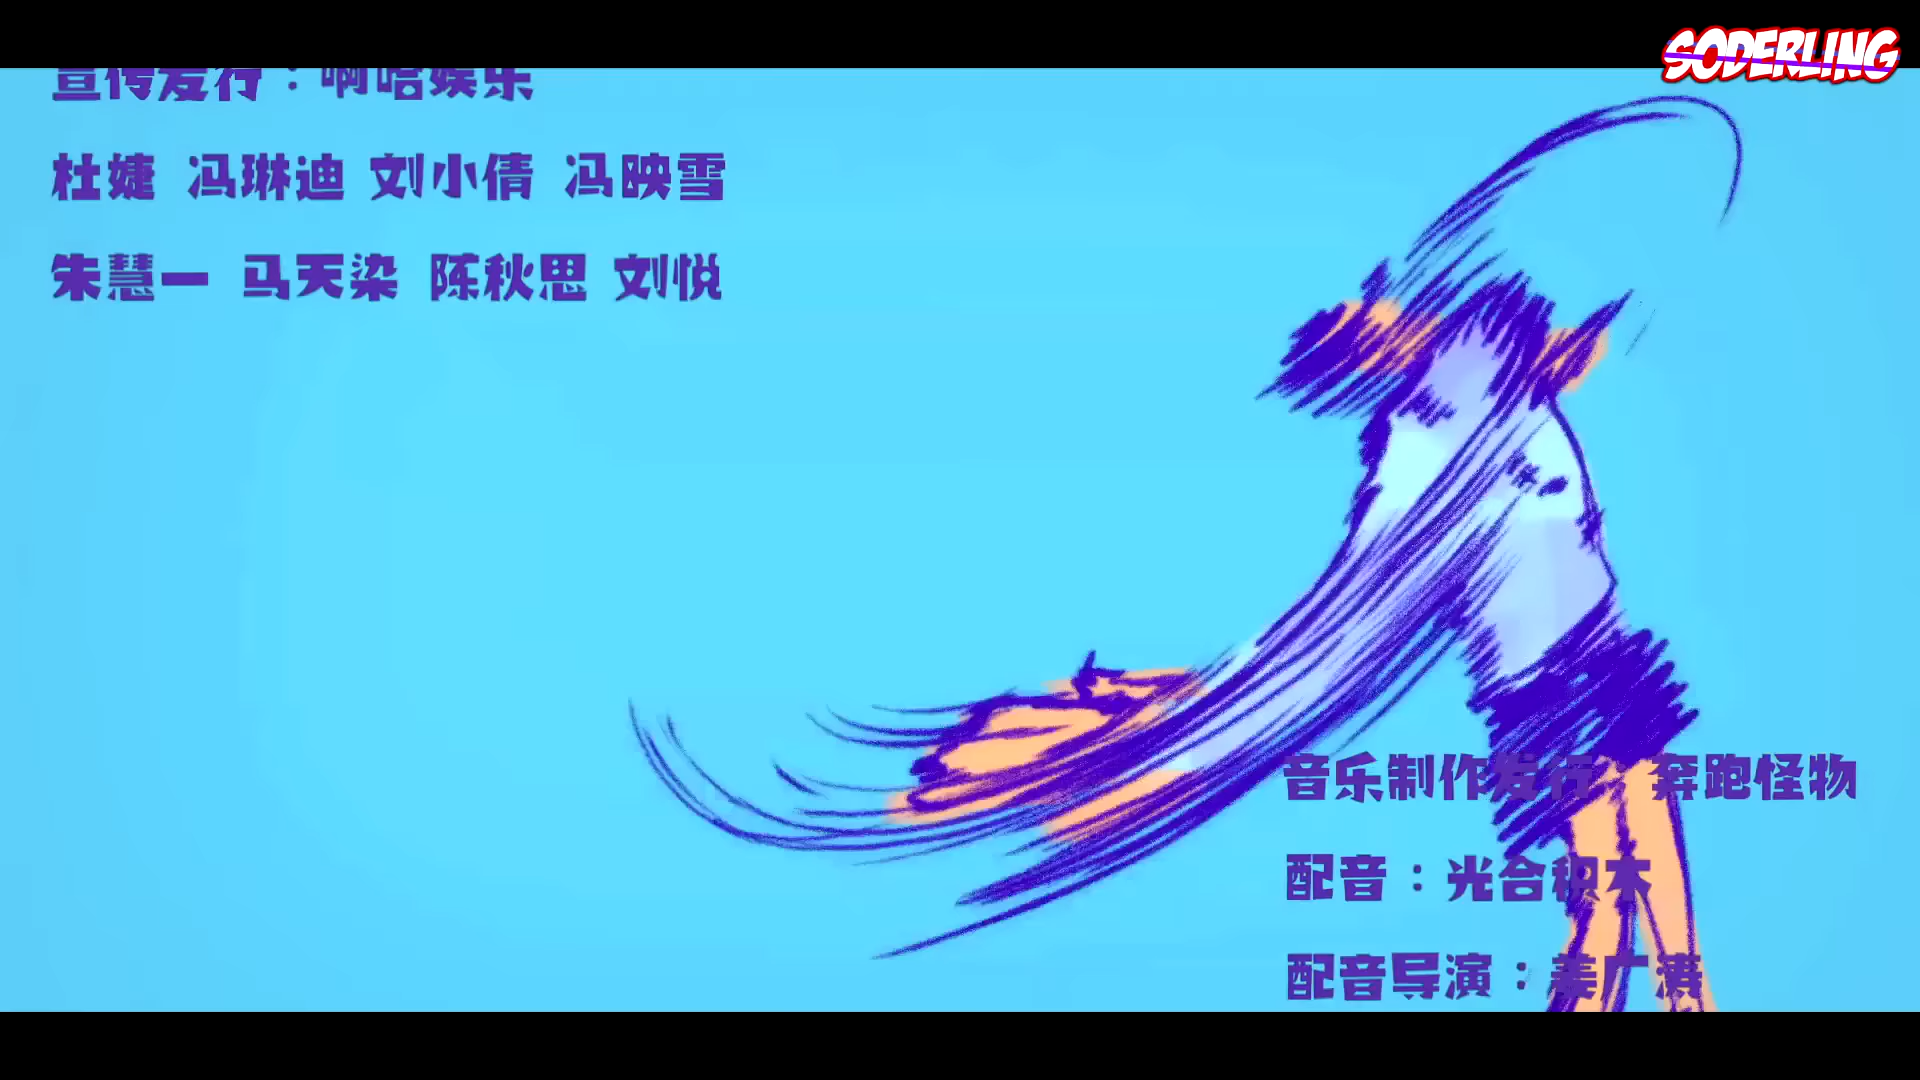 SODERLING
宣传发行：啊哈娱乐
杜婕 冯琳迪 刘小倩 冯映雪
朱慧一 马天染 陈秋思 刘悦
音乐制作发行：奔跑怪物
配音：光合积木
配音导演：姜广涛